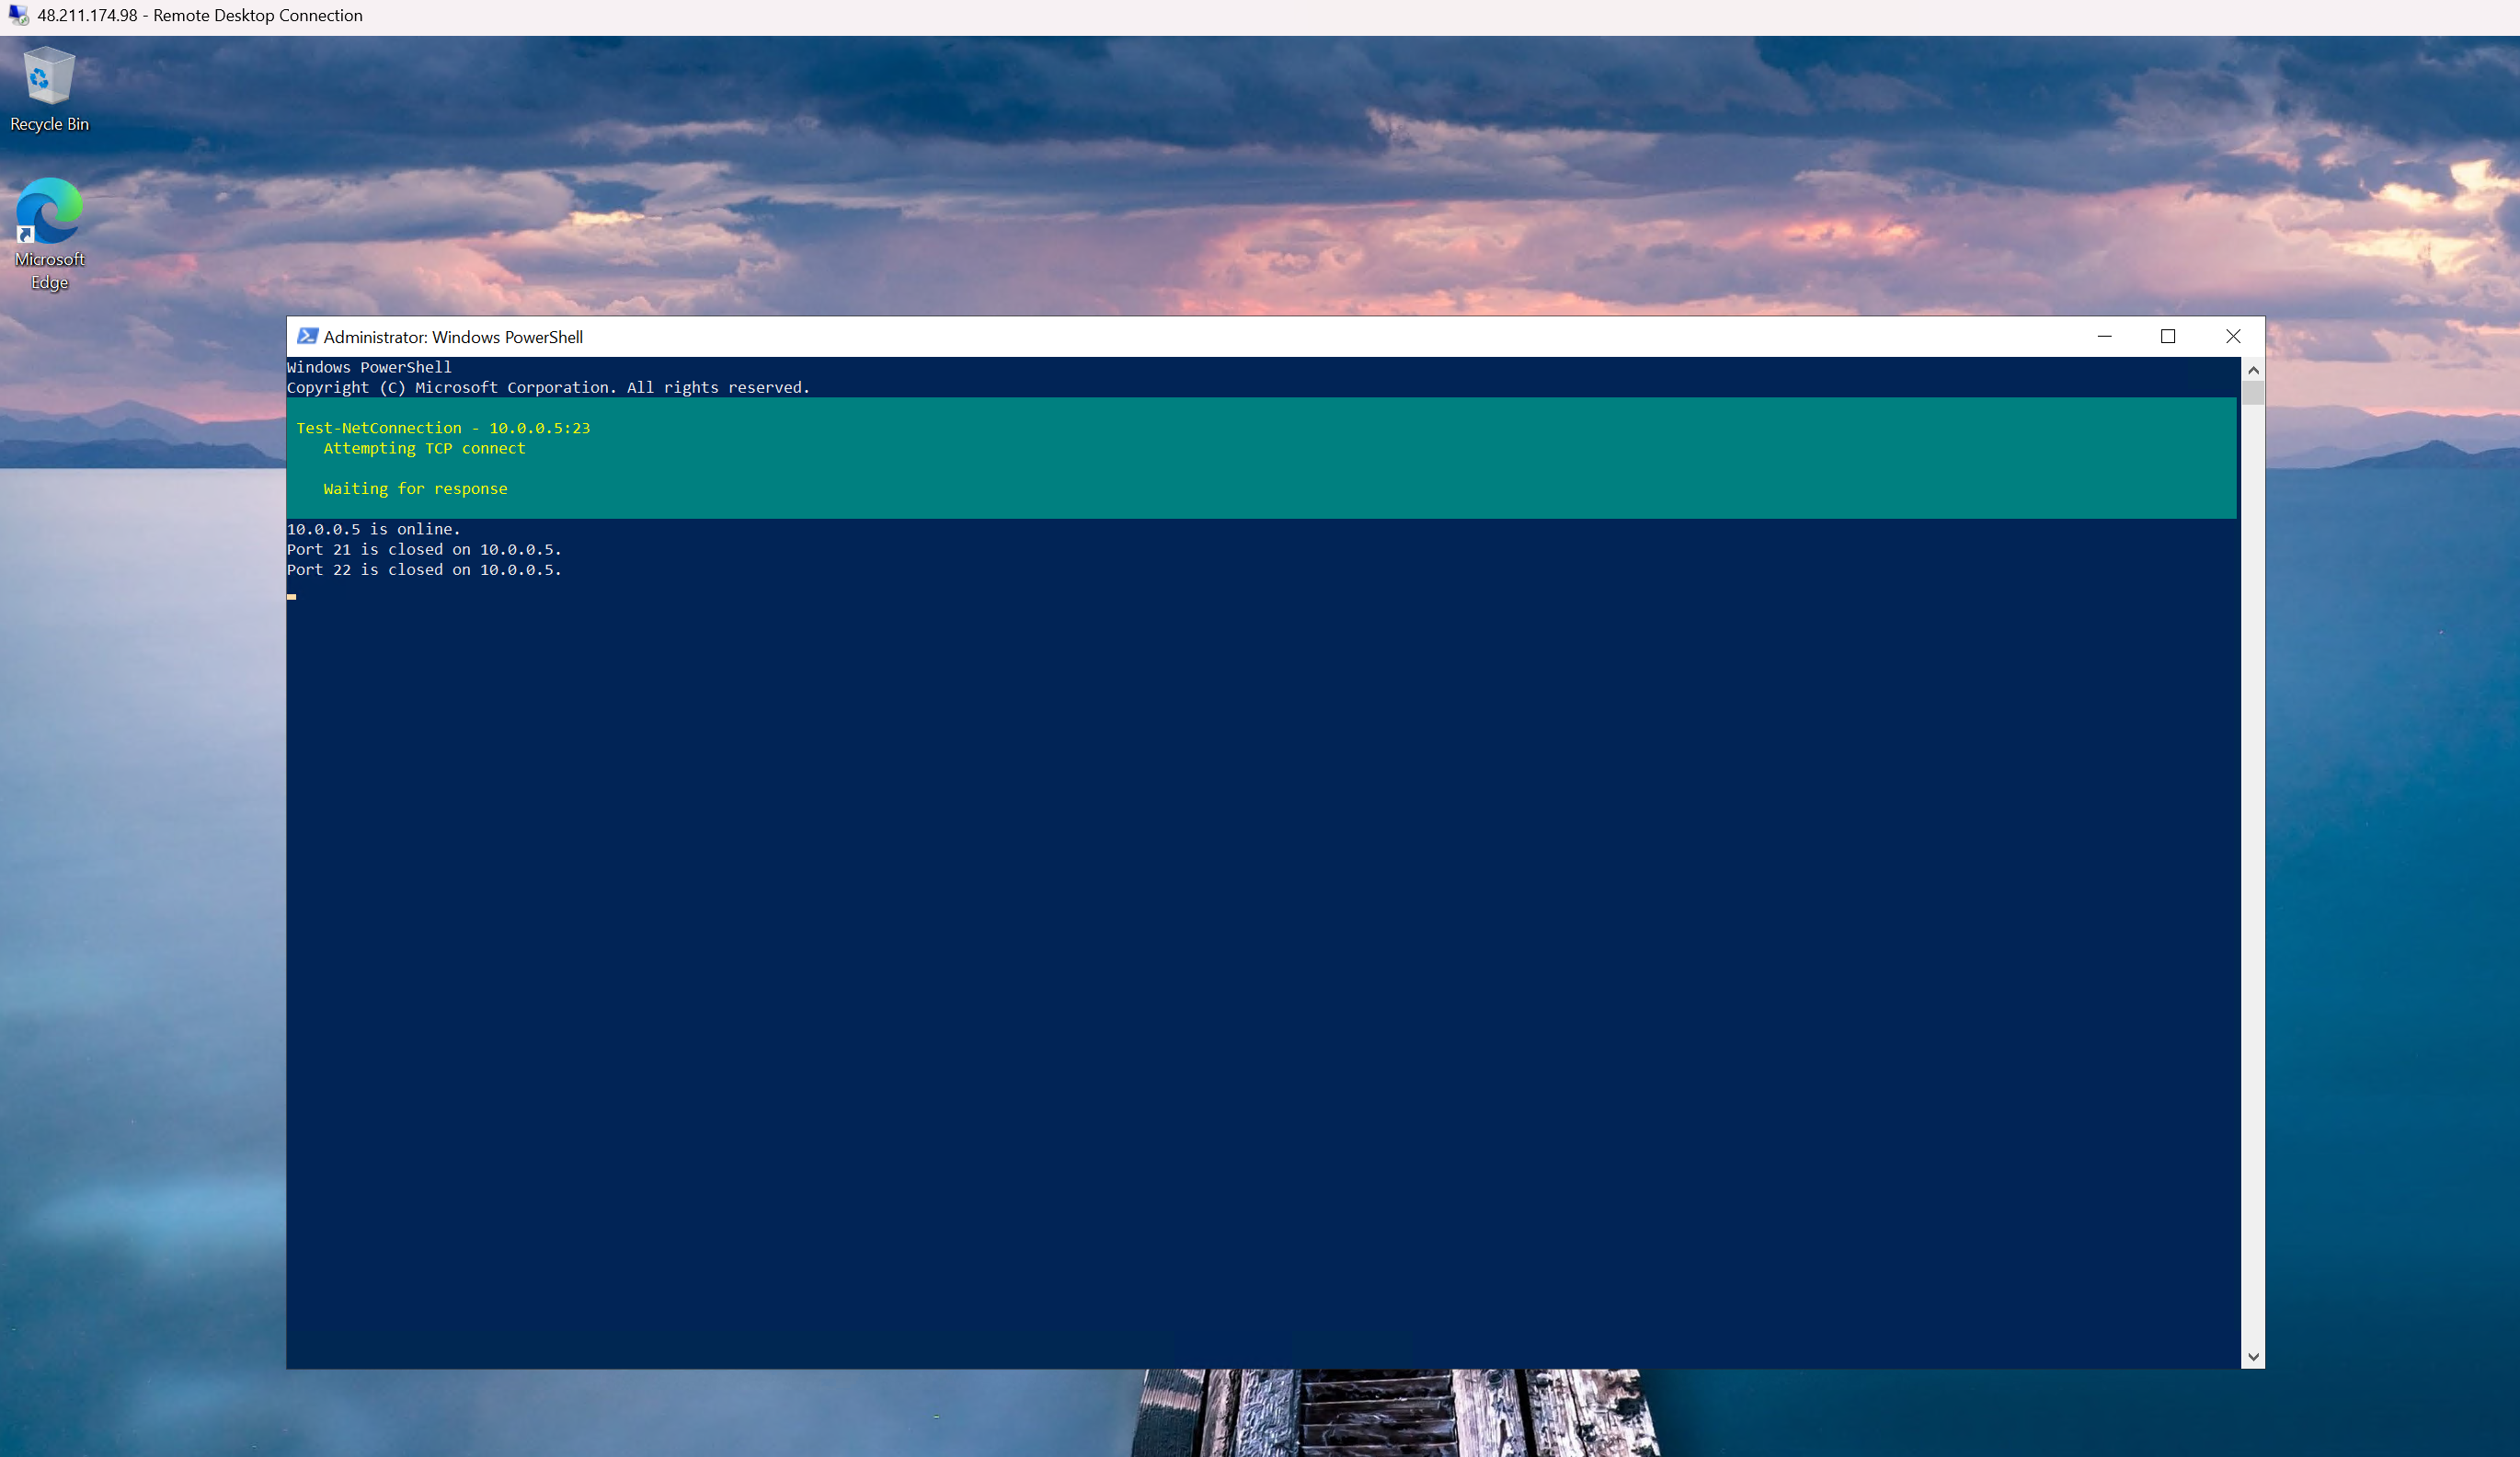 48.211.174.98 - Remote Desktop Connection
Recycle Bin
Microsoft
Edge
Administrator: Windows PowerShell
Windows PowerShell
Copyright (C) Microsoft Corporation. All rights reserved.
Test-NetConnection - 10.0.0.5:23
Attempting TCP connect
Waiting for response
10.0.0.5 is online.
Port 21 is closed on 10.0.0.5.
Port 22 is closed on 10.0.0.5.